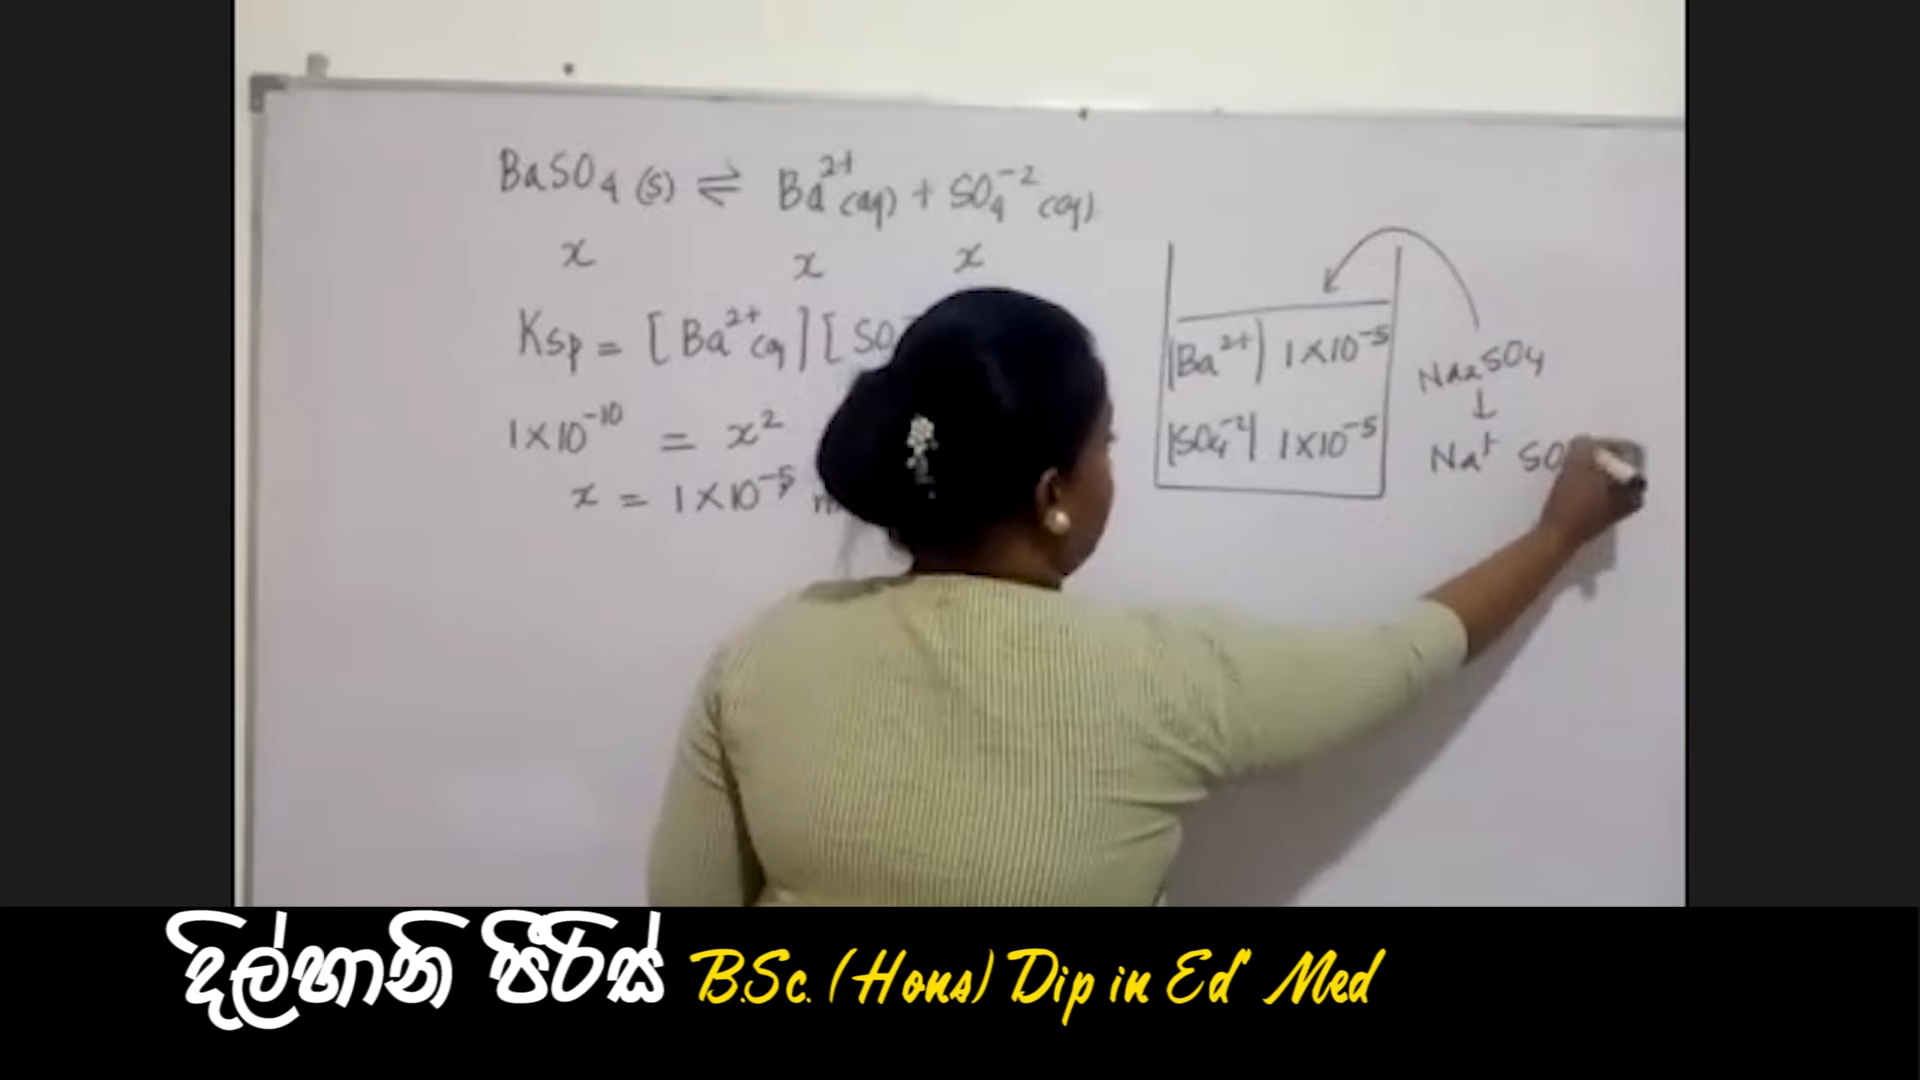 BaSO₄ (s) ⇌ Ba²⁺(aq) + SO₄⁻²(aq)
x x x
Ksp = [Ba²⁺aq][SO
1×10⁻¹⁰ = x²
x = 1×10⁻⁵
[Ba²⁺] 1×10⁻⁵
[SO₄⁻²] 1×10⁻⁵
Na₂SO₄
↓
Na⁺ SO
දිල්හානි පීරිස් B.Sc. (Hons) Dip in Ed Med